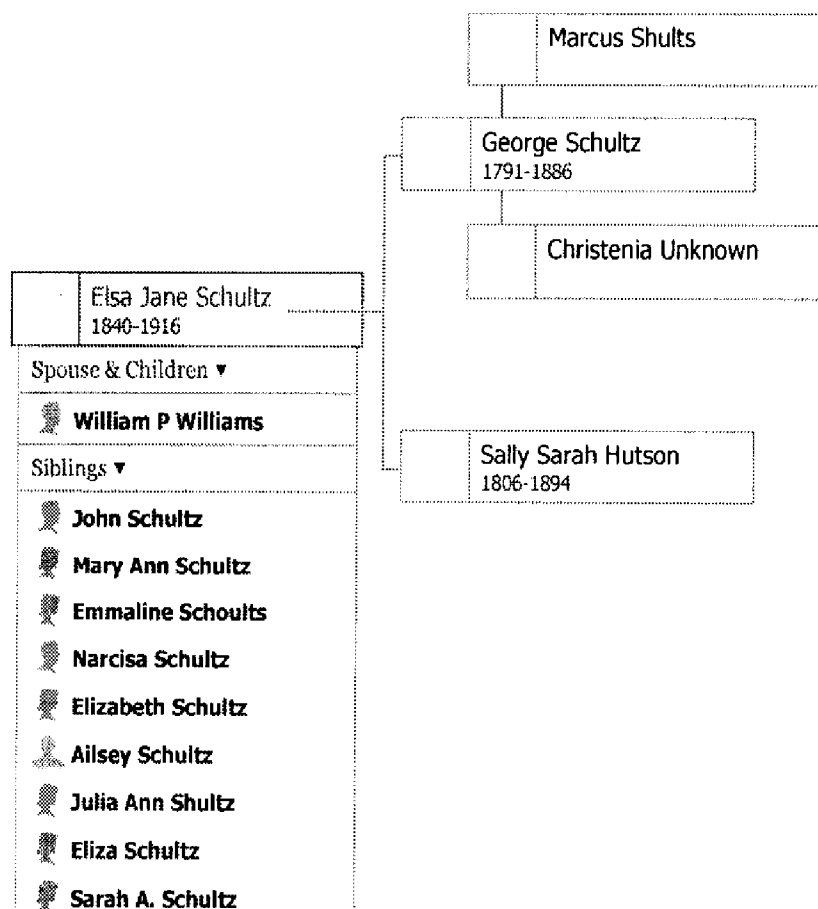 Marcus Shults
George Schultz
1791-1886
Christenia Unknown
Elsa Jane Schultz
1840-1916
Spouse & Children ▼
William P Williams
Sally Sarah Hutson
1806-1894
Siblings ▼
John Schultz
Mary Ann Schultz
Emmaline Schoults
Narcisa Schultz
Elizabeth Schultz
Ailsey Schultz
Julia Ann Shultz
Eliza Schultz
Sarah A. Schultz